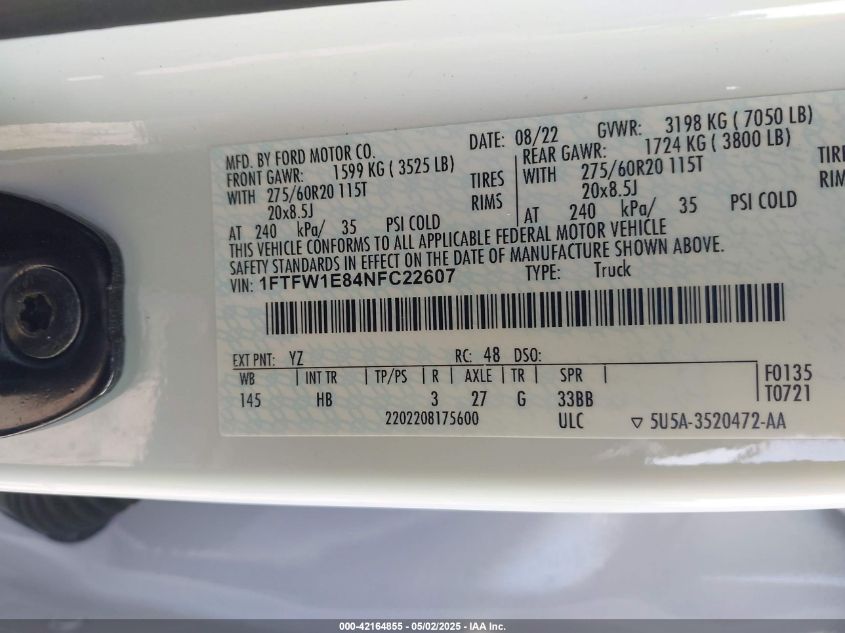 MFD. BY FORD MOTOR CO. DATE: 08/22 GVWR: 3198 KG ( 7050 LB)
FRONT GAWR: 1599 KG ( 3525 LB) REAR GAWR: 1724 KG ( 3800 LB)
WITH 275/60R20 115T TIRES WITH 275/60R20 115T TIR
20x8.5J RIMS 20x8.5J RIM
AT 240 kPa/ 35 PSI COLD AT 240 kPa/ 35 PSI COLD
THIS VEHICLE CONFORMS TO ALL APPLICABLE FEDERAL MOTOR VEHICLE
SAFETY STANDARDS IN EFFECT ON THE DATE OF MANUFACTURE SHOWN ABOVE.
VIN: 1FTFW1E84NFC22607 TYPE: Truck
EXT PNT: YZ RC: 48 DSO:
WB INT TR TP/PS R AXLE TR SPR F0135
145 HB 3 27 G 33BB T0721
2202208175600 ULC ▽ 5U5A-3520472-AA
000-42164855 - 05/02/2025 - IAA Inc.